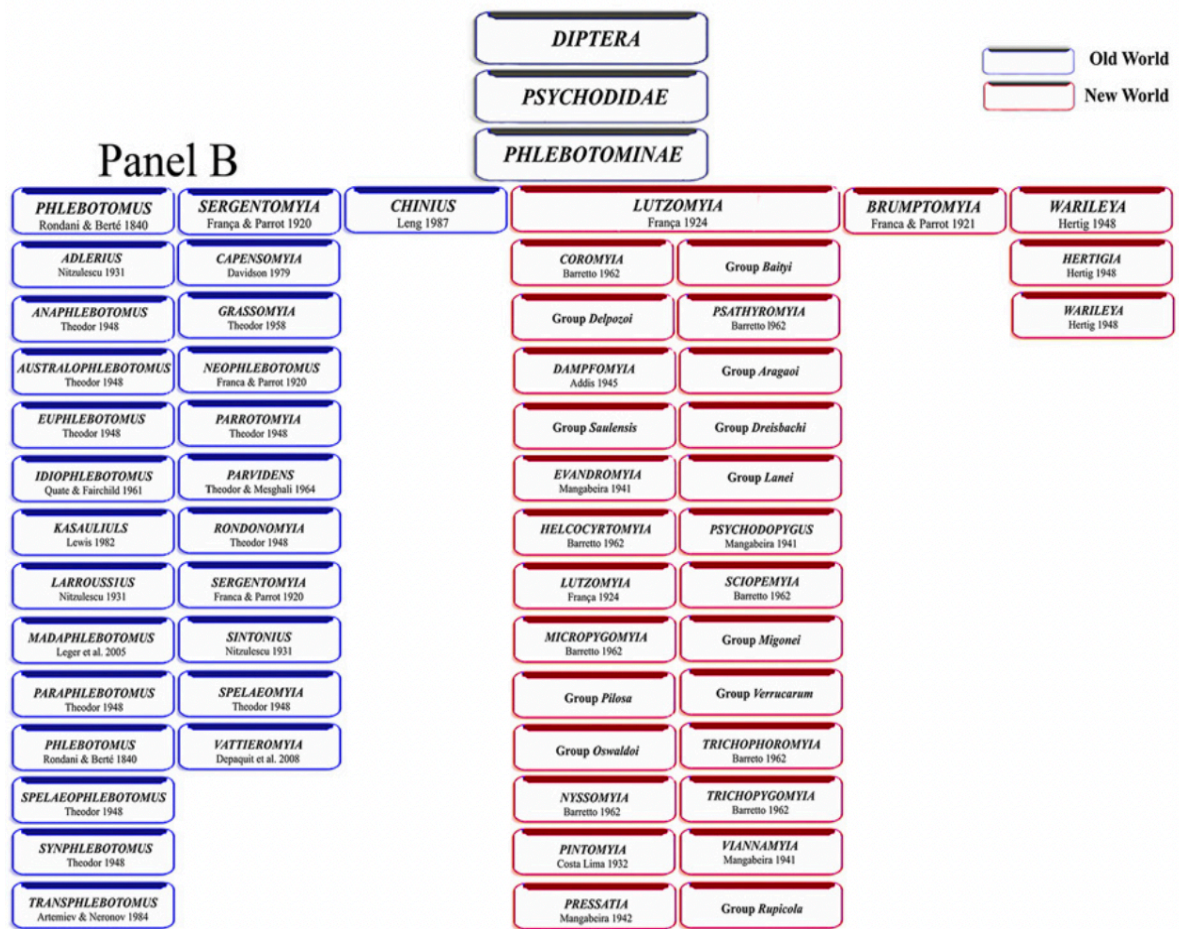 DIPTERA
PSYCHODIDAE
PHLEBOTOMINAE
Old World
New World
Panel B
PHLEBOTOMUS
Rondani & Berté 1840
SERGENTOMYIA
França & Parrot 1920
CHINIUS
Leng 1987
LUTZOMYIA
França 1924
BRUMPTOMYIA
Franca & Parrot 1921
WARILEYA
Hertig 1948
ADLERIUS
Nitzulescu 1931
CAPENSOMYIA
Davidson 1979
COROMYIA
Barretto 1962
Group Baityi
HERTIGIA
Hertig 1948
ANAPHLEBOTOMUS
Theodor 1948
GRASSOMYIA
Theodor 1958
Group Delpozoi
PSATHYROMYIA
Barretto 1962
WARILEYA
Hertig 1948
AUSTRALOPHLEBOTOMUS
Theodor 1948
NEOPHLEBOTOMUS
Franca & Parrot 1920
DAMPFOMYIA
Addis 1945
Group Aragaoi
EUPHLEBOTOMUS
Theodor 1948
PARROTOMYIA
Theodor 1948
Group Saulensis
Group Dreisbachi
IDIOPHLEBOTOMUS
Quate & Fairchild 1961
PARVIDENS
Theodor & Mesghali 1964
EVANDROMYIA
Mangabeira 1941
Group Lanei
KASAULIULS
Lewis 1982
RONDONOMYIA
Theodor 1948
HELCOCYRTOMYIA
Barretto 1962
PSYCHODOPYGUS
Mangabeira 1941
LARROUSSIUS
Nitzulescu 1931
SERGENTOMYIA
Franca & Parrot 1920
LUTZOMYIA
França 1924
SCIOPEMYIA
Barretto 1962
MADAPHLEBOTOMUS
Leger et al. 2005
SINTONIUS
Nitzulescu 1931
MICROPYGOMYIA
Barretto 1962
Group Migonei
PARAPHLEBOTOMUS
Theodor 1948
SPELAEOMYIA
Theodor 1948
Group Pilosa
Group Verrucarum
PHLEBOTOMUS
Rondani & Berté 1840
VATTIEROMYIA
Depaquit et al. 2008
Group Oswaldoi
TRICHOPHOROMYIA
Barreto 1962
SPELAEOPHLEBOTOMUS
Theodor 1948
NYSSOMYIA
Barretto 1962
TRICHOPYGOMYIA
Barretto 1962
SYNPHLEBOTOMUS
Theodor 1948
PINTOMYIA
Costa Lima 1932
VIANNAMYIA
Mangabeira 1941
TRANSPHLEBOTOMUS
Artemiev & Neronov 1984
PRESSATIA
Mangabeira 1942
Group Rupicola